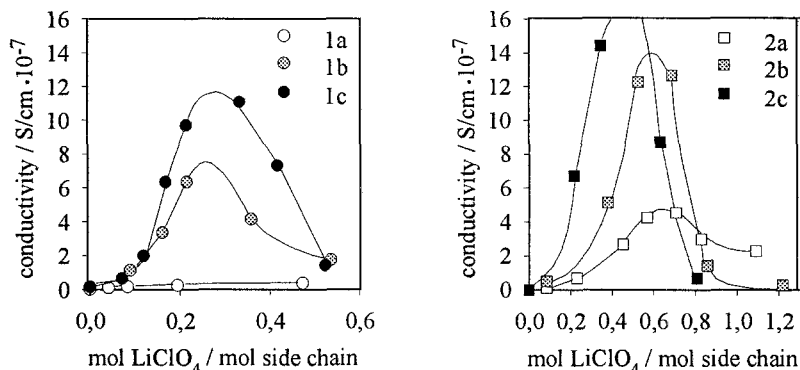 16
14
12
10
8
6
4
2
0
conductivity / S/cm ·10⁻⁷
1a
1b
1c
0,0 0,2 0,4 0,6
mol LiClO₄ / mol side chain
16
14
12
10
8
6
4
2
0
conductivity / S/cm ·10⁻⁷
2a
2b
2c
0,0 0,2 0,4 0,6 0,8 1,0 1,2
mol LiClO₄ / mol side chain